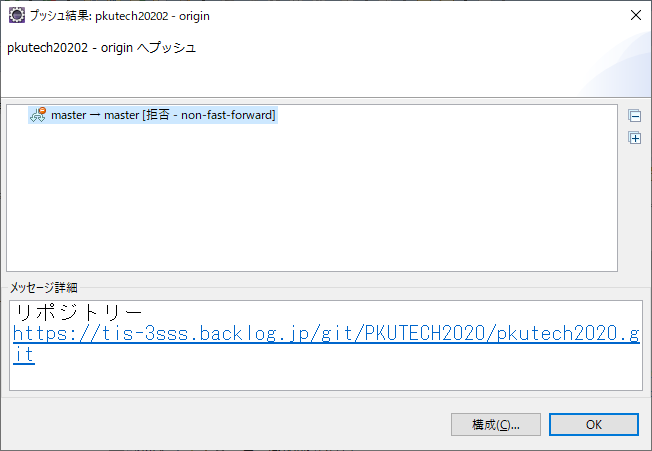 プッシュ結果: pkutech20202 - origin
pkutech20202 - origin へプッシュ
master → master [拒否 - non-fast-forward]
メッセージ詳細
リポジトリー
https://tis-3sss.backlog.jp/git/PKUTECH2020/pkutech2020.g
it
構成(C)...
OK